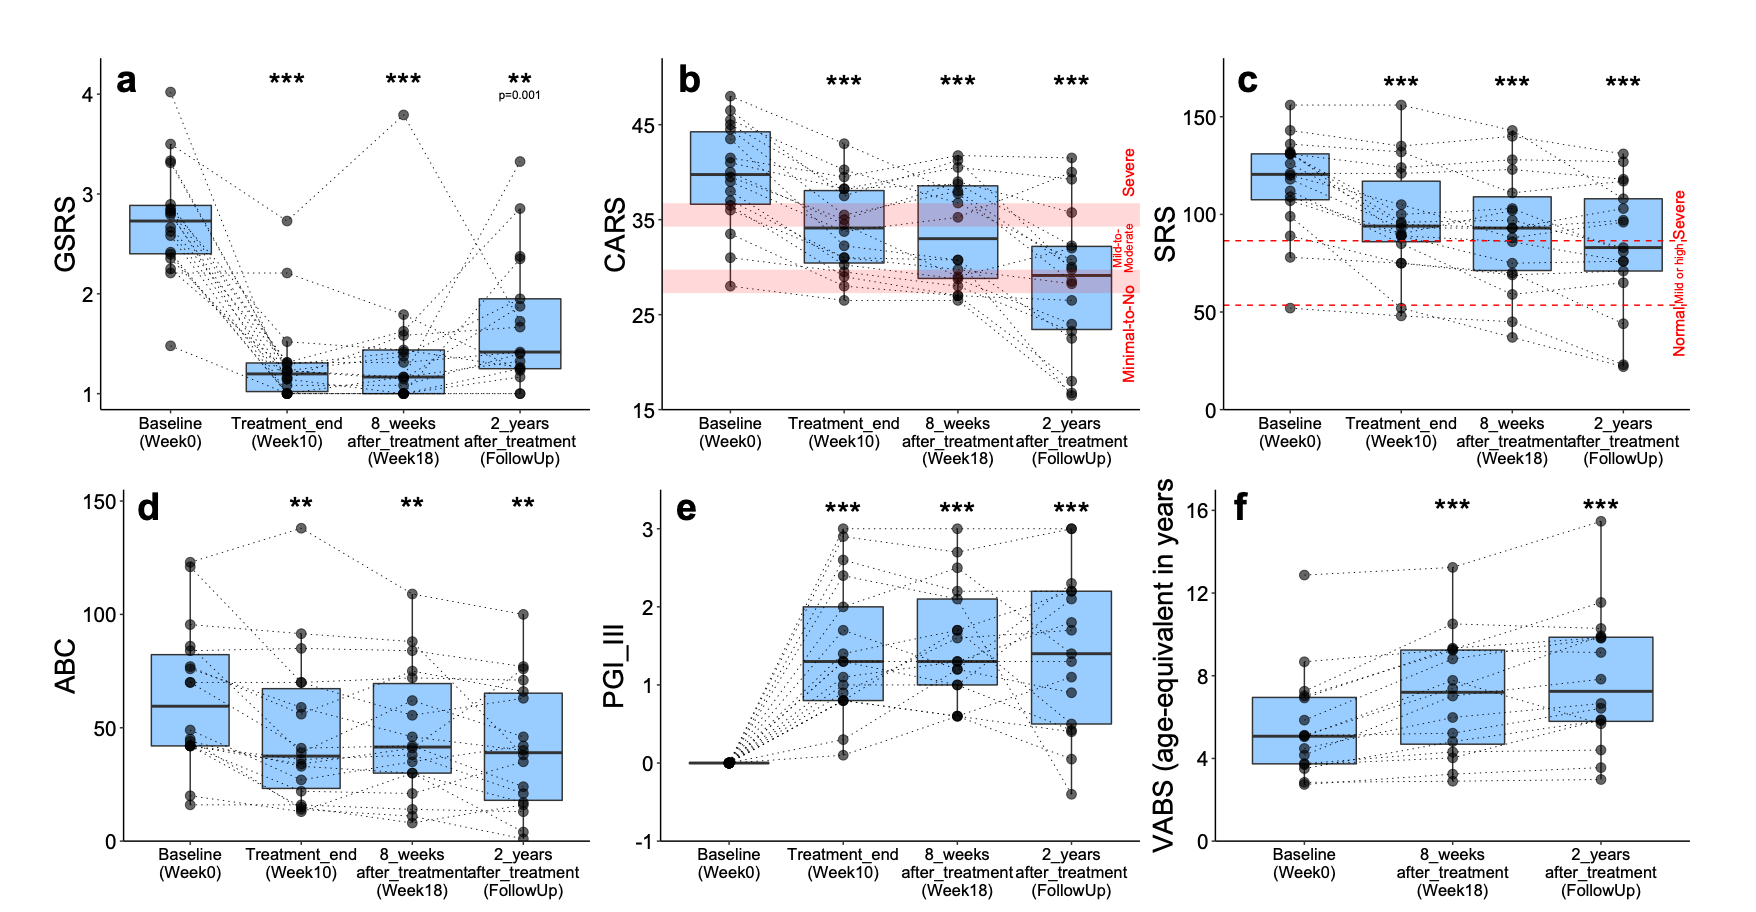 a
***
***
**
p=0.001
GSRS
4
3
2
1
Baseline
(Week0)
Treatment_end
(Week10)
8_weeks
after_treatment
(Week18)
2_years
after_treatment
(FollowUp)
b
***
***
***
CARS
45
35
25
15
Severe
Mild-to-
Moderate
Minimal-to-No
Baseline
(Week0)
Treatment_end
(Week10)
8_weeks
after_treatment
(Week18)
2_years
after_treatment
(FollowUp)
c
***
***
***
SRS
150
100
50
0
Severe
Mild or high
Normal
Baseline
(Week0)
Treatment_end
(Week10)
8_weeks
after_treatment
(Week18)
2_years
after_treatment
(FollowUp)
d
**
**
**
ABC
150
100
50
0
Baseline
(Week0)
Treatment_end
(Week10)
8_weeks
after_treatment
(Week18)
2_years
after_treatment
(FollowUp)
e
***
***
***
PGI_III
3
2
1
0
-1
Baseline
(Week0)
Treatment_end
(Week10)
8_weeks
after_treatment
(Week18)
2_years
after_treatment
(FollowUp)
f
***
***
VABS (age-equivalent in years
16
12
8
4
0
Baseline
(Week0)
8_weeks
after_treatment
(Week18)
2_years
after_treatment
(FollowUp)